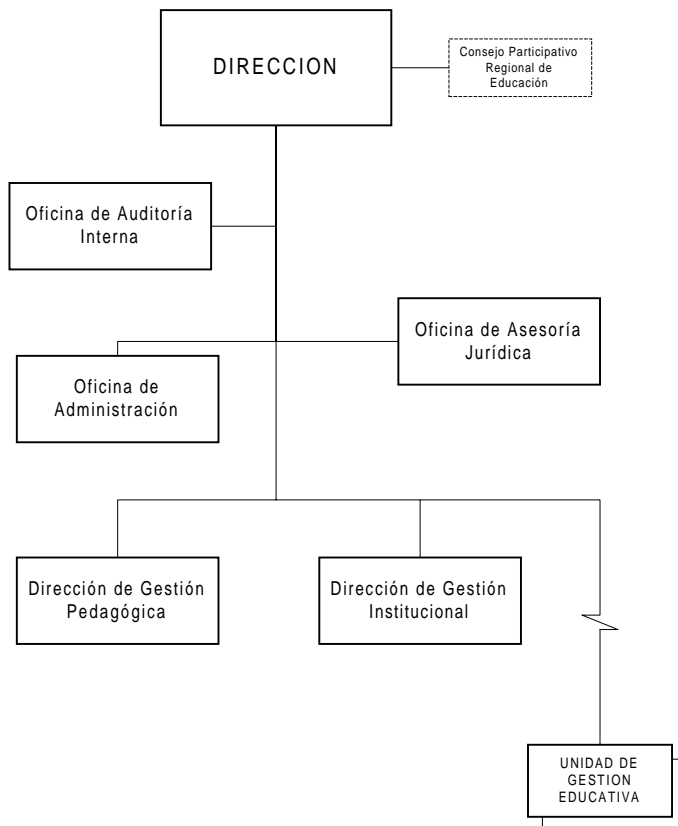 DIRECCION
Consejo Participativo
Regional de
Educación
Oficina de Auditoría
Interna
Oficina de Asesoría
Jurídica
Oficina de
Administración
Dirección de Gestión
Pedagógica
Dirección de Gestión
Institucional
UNIDAD DE
GESTION
EDUCATIVA